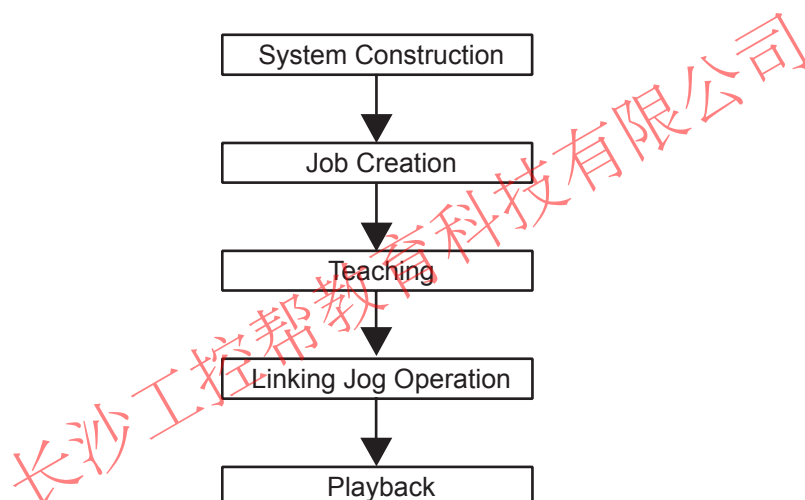 System Construction
Job Creation
Teaching
Linking Jog Operation
Playback
长沙工控帮教育科技有限公司